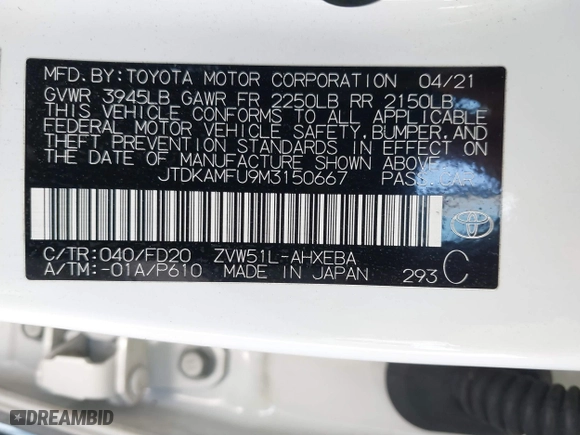 MFD. BY: TOYOTA MOTOR CORPORATION 04/21
GVWR 3945LB GAWR FR 2250LB RR 2150LB
THIS VEHICLE CONFORMS TO ALL APPLICABLE
FEDERAL MOTOR VEHICLE SAFETY, BUMPER, AND
THEFT PREVENTION STANDARDS IN EFFECT ON
THE DATE OF MANUFACTURE SHOWN ABOVE.
JTDKAMFU9M3150667 PASS. CAR
C/TR: 040/FD20 ZVW51L-AHXEBA
A/TM: -01A/P610 MADE IN JAPAN 293 C
TOYOTA
DREAMBID